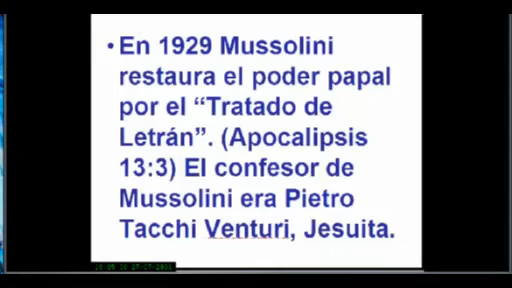 • En 1929 Mussolini
restaura el poder papal
por el “Tratado de
Letrán”. (Apocalipsis
13:3) El confesor de
Mussolini era Pietro
Tacchi Venturi, Jesuita.